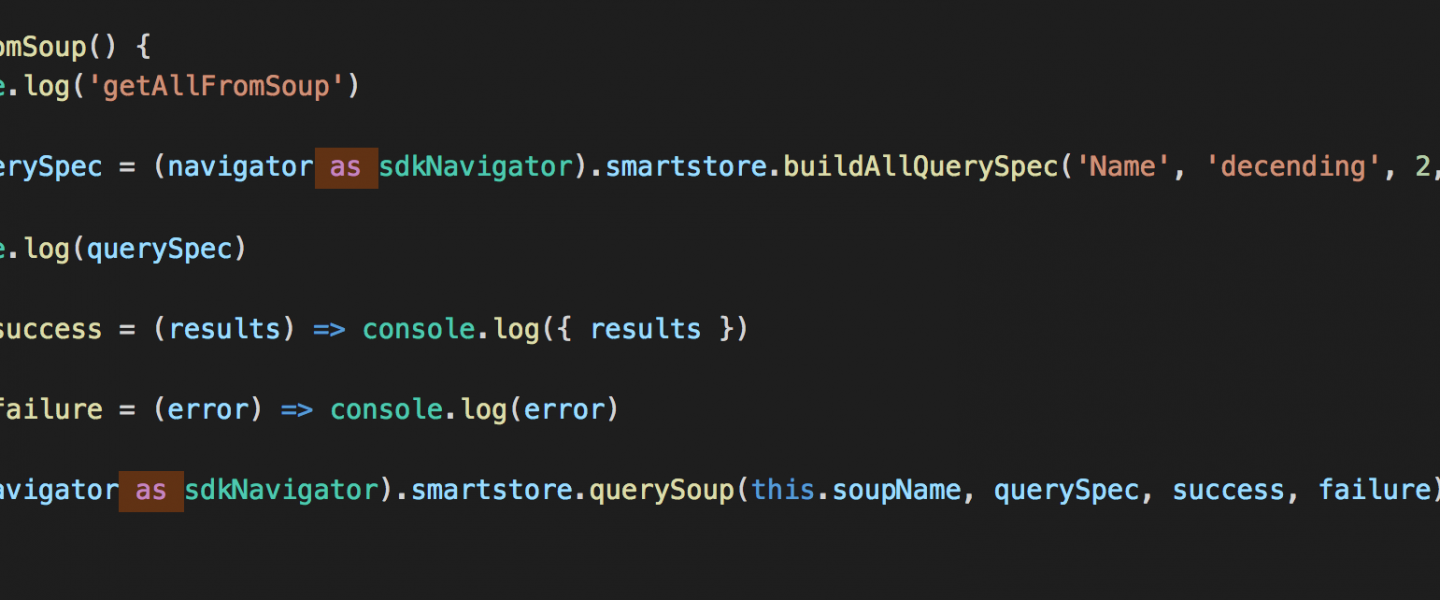 omSoup() {
e.log('getAllFromSoup')
erySpec = (navigator as sdkNavigator).smartstore.buildAllQuerySpec('Name', 'decending', 2,
e.log(querySpec)
success = (results) => console.log({ results })
failure = (error) => console.log(error)
avigator as sdkNavigator).smartstore.querySoup(this.soupName, querySpec, success, failure)